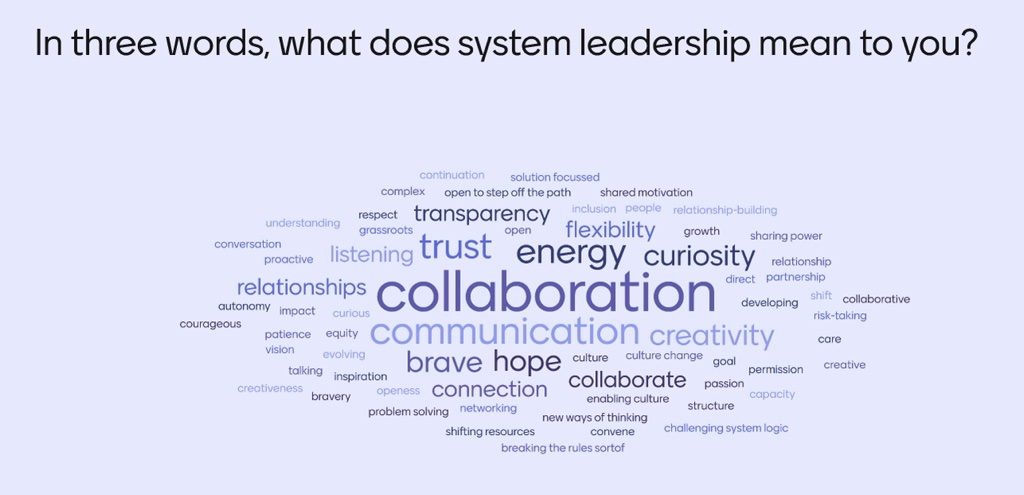 In three words, what does system leadership mean to you?
continuation
solution focussed
complex
open to step off the path
shared motivation
respect
transparency
inclusion
people
relationship-building
understanding
grassroots
open
flexibility
growth
sharing power
conversation
proactive
listening
trust
energy
curiosity
relationship
direct
partnership
relationships
collaboration
autonomy
impact
curious
developing
shift
collaborative
courageous
risk-taking
patience
equity
communication
creativity
care
vision
evolving
brave
hope
culture
culture change
goal
creative
talking
inspiration
permission
collaborate
passion
creativeness
bravery
openess
connection
enabling culture
capacity
problem solving
networking
structure
new ways of thinking
shifting resources
convene
challenging system logic
breaking the rules sortof